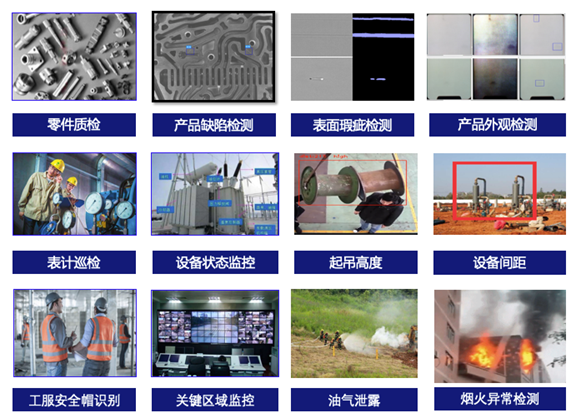 零件质检
产品缺陷检测
表面瑕疵检测
产品外观检测
表计巡检
设备状态监控
起吊高度
设备间距
工服安全帽识别
关键区域监控
油气泄露
烟火异常检测